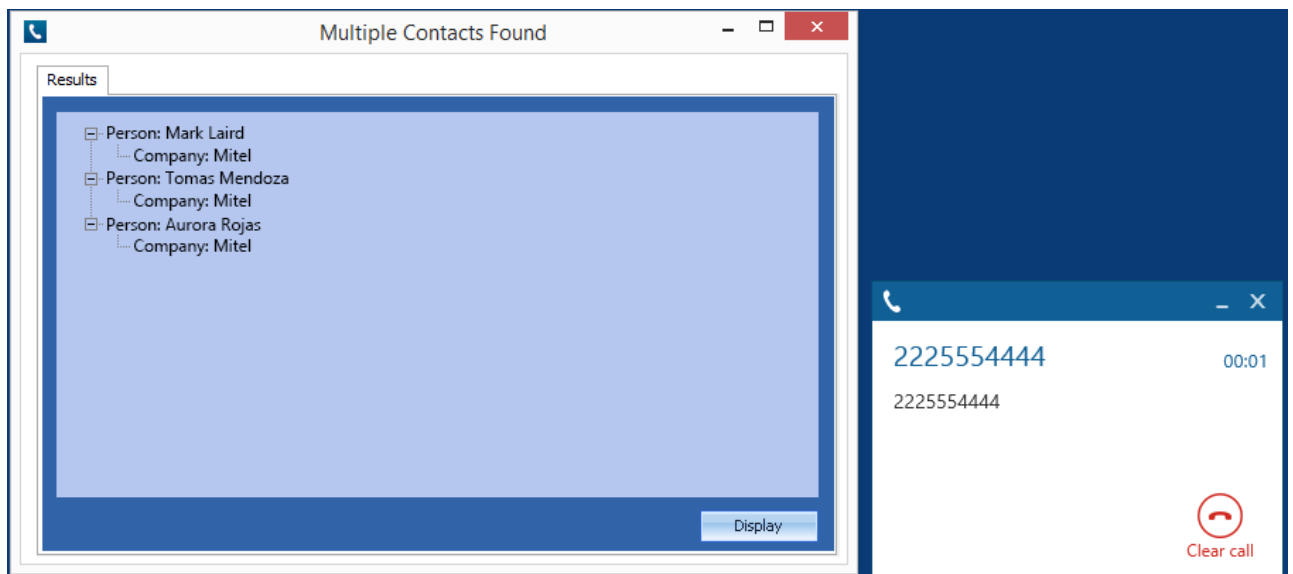 Multiple Contacts Found
Results
Person: Mark Laird
Company: Mitel
Person: Tomas Mendoza
Company: Mitel
Person: Aurora Rojas
Company: Mitel
Display
2225554444 00:01
2225554444
Clear call